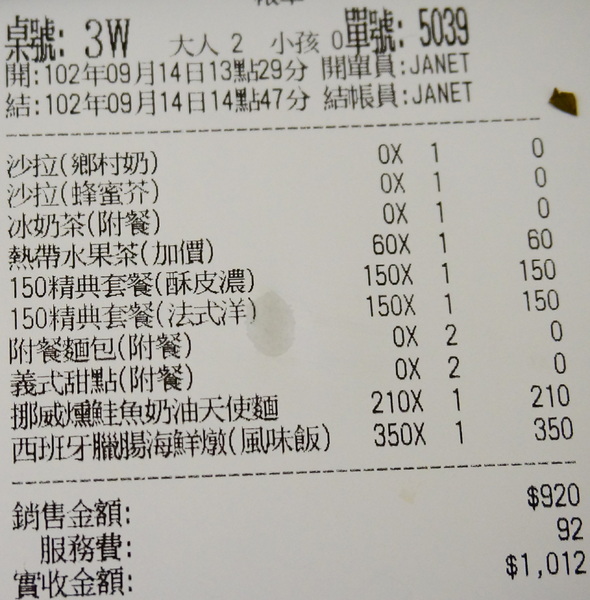 桌號: 3W 大人 2 小孩 0 單號: 5039
開:102年09月14日13點29分 開單員:JANET
結:102年09月14日14點47分 結帳員:JANET
沙拉(鄉村奶) 0X 1 0
沙拉(蜂蜜芥) 0X 1 0
冰奶茶(附餐) 0X 1 0
熱帶水果茶(加價) 60X 1 60
150精典套餐(酥皮濃) 150X 1 150
150精典套餐(法式洋) 150X 1 150
附餐麵包(附餐) 0X 2 0
義式甜點(附餐) 0X 2 0
挪威燻鮭魚奶油天使麵 210X 1 210
西班牙臘腸海鮮燉(風味飯) 350X 1 350
銷售金額: $920
服務費: 92
實收金額: $1,012